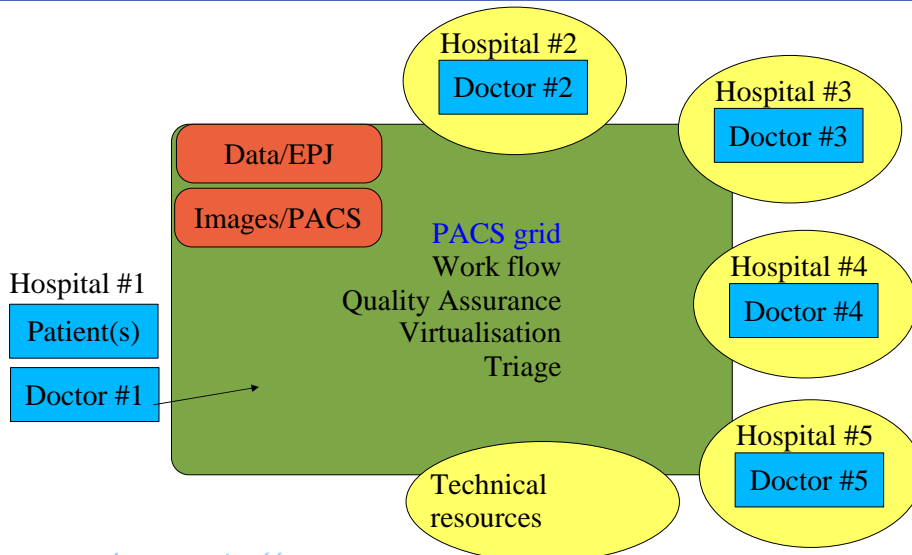 Hospital #2
Doctor #2
Hospital #3
Doctor #3
Data/EPJ
Images/PACS
PACS grid
Work flow
Quality Assurance
Virtualisation
Triage
Hospital #1
Patient(s)
Doctor #1
Hospital #4
Doctor #4
Hospital #5
Doctor #5
Technical
resources